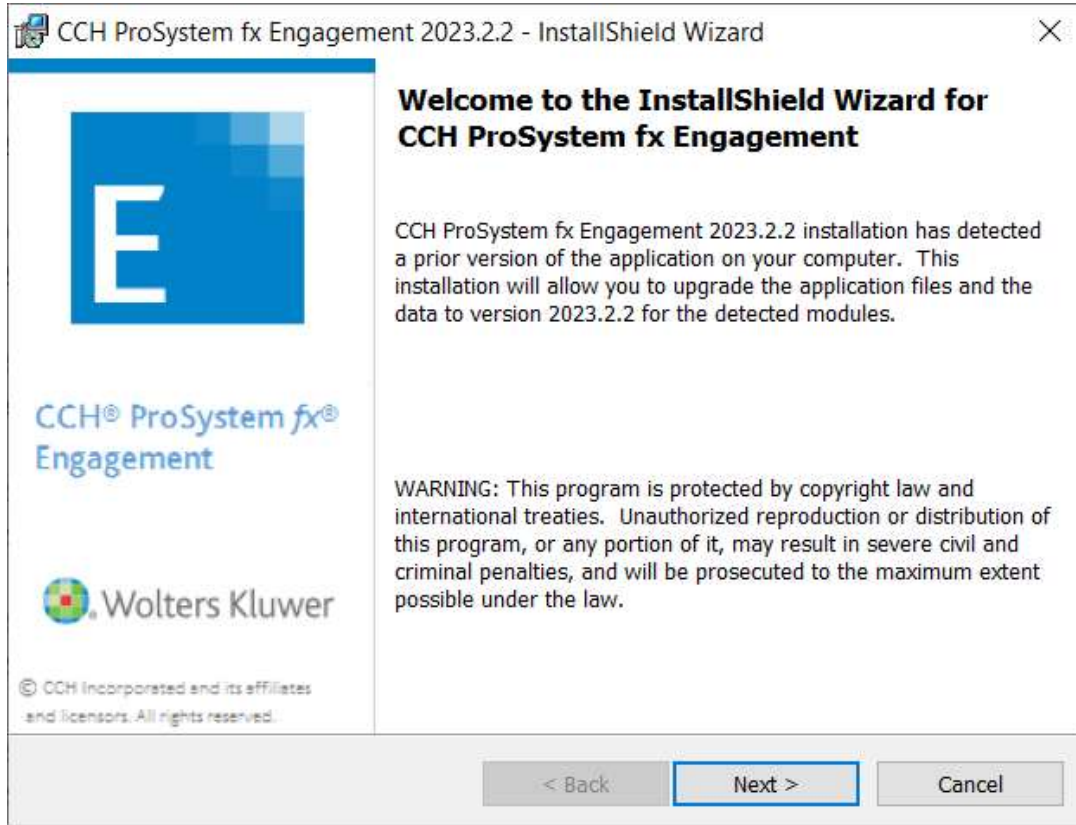 CCH ProSystem fx Engagement 2023.2.2 - InstallShield Wizard
E
CCH® ProSystem fx®
Engagement
Wolters Kluwer
© CCH Incorporated and its affiliates
and licensors. All rights reserved.
Welcome to the InstallShield Wizard for
CCH ProSystem fx Engagement
CCH ProSystem fx Engagement 2023.2.2 installation has detected
a prior version of the application on your computer.  This
installation will allow you to upgrade the application files and the
data to version 2023.2.2 for the detected modules.
WARNING: This program is protected by copyright law and
international treaties.  Unauthorized reproduction or distribution of
this program, or any portion of it, may result in severe civil and
criminal penalties, and will be prosecuted to the maximum extent
possible under the law.
< Back Next > Cancel